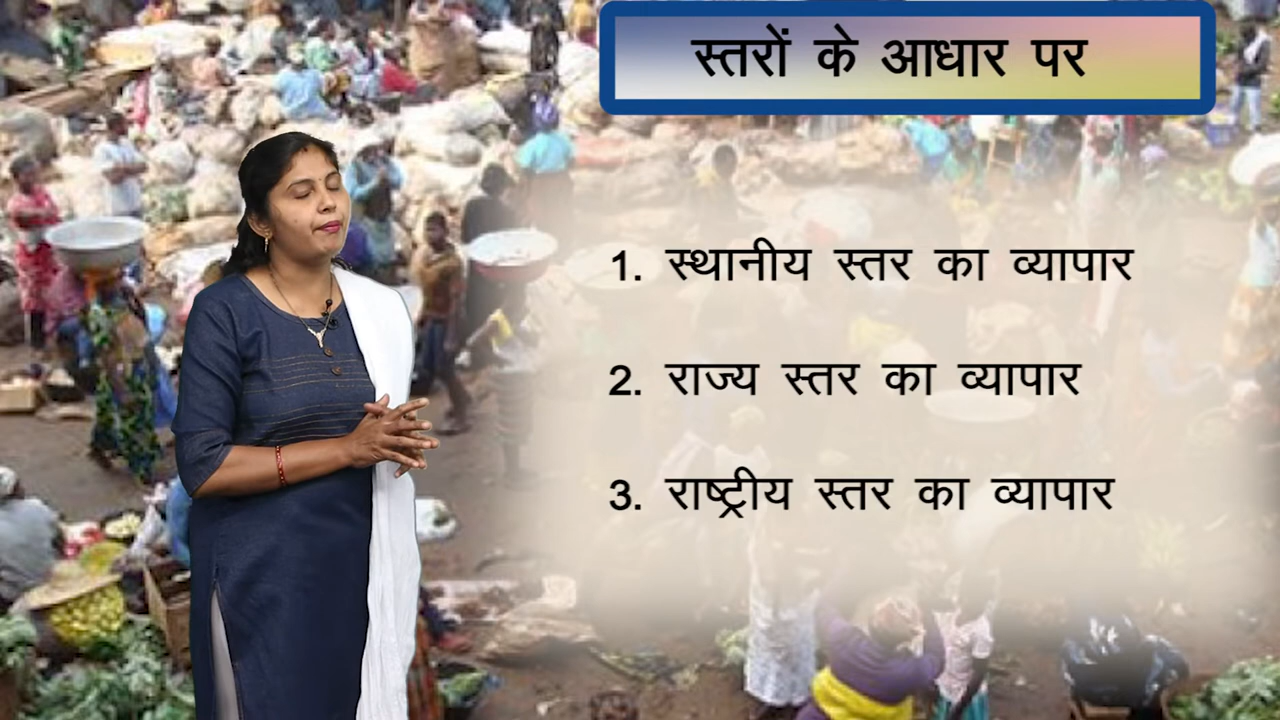 स्तरों के आधार पर
1. स्थानीय स्तर का व्यापार
2. राज्य स्तर का व्यापार
3. राष्ट्रीय स्तर का व्यापार